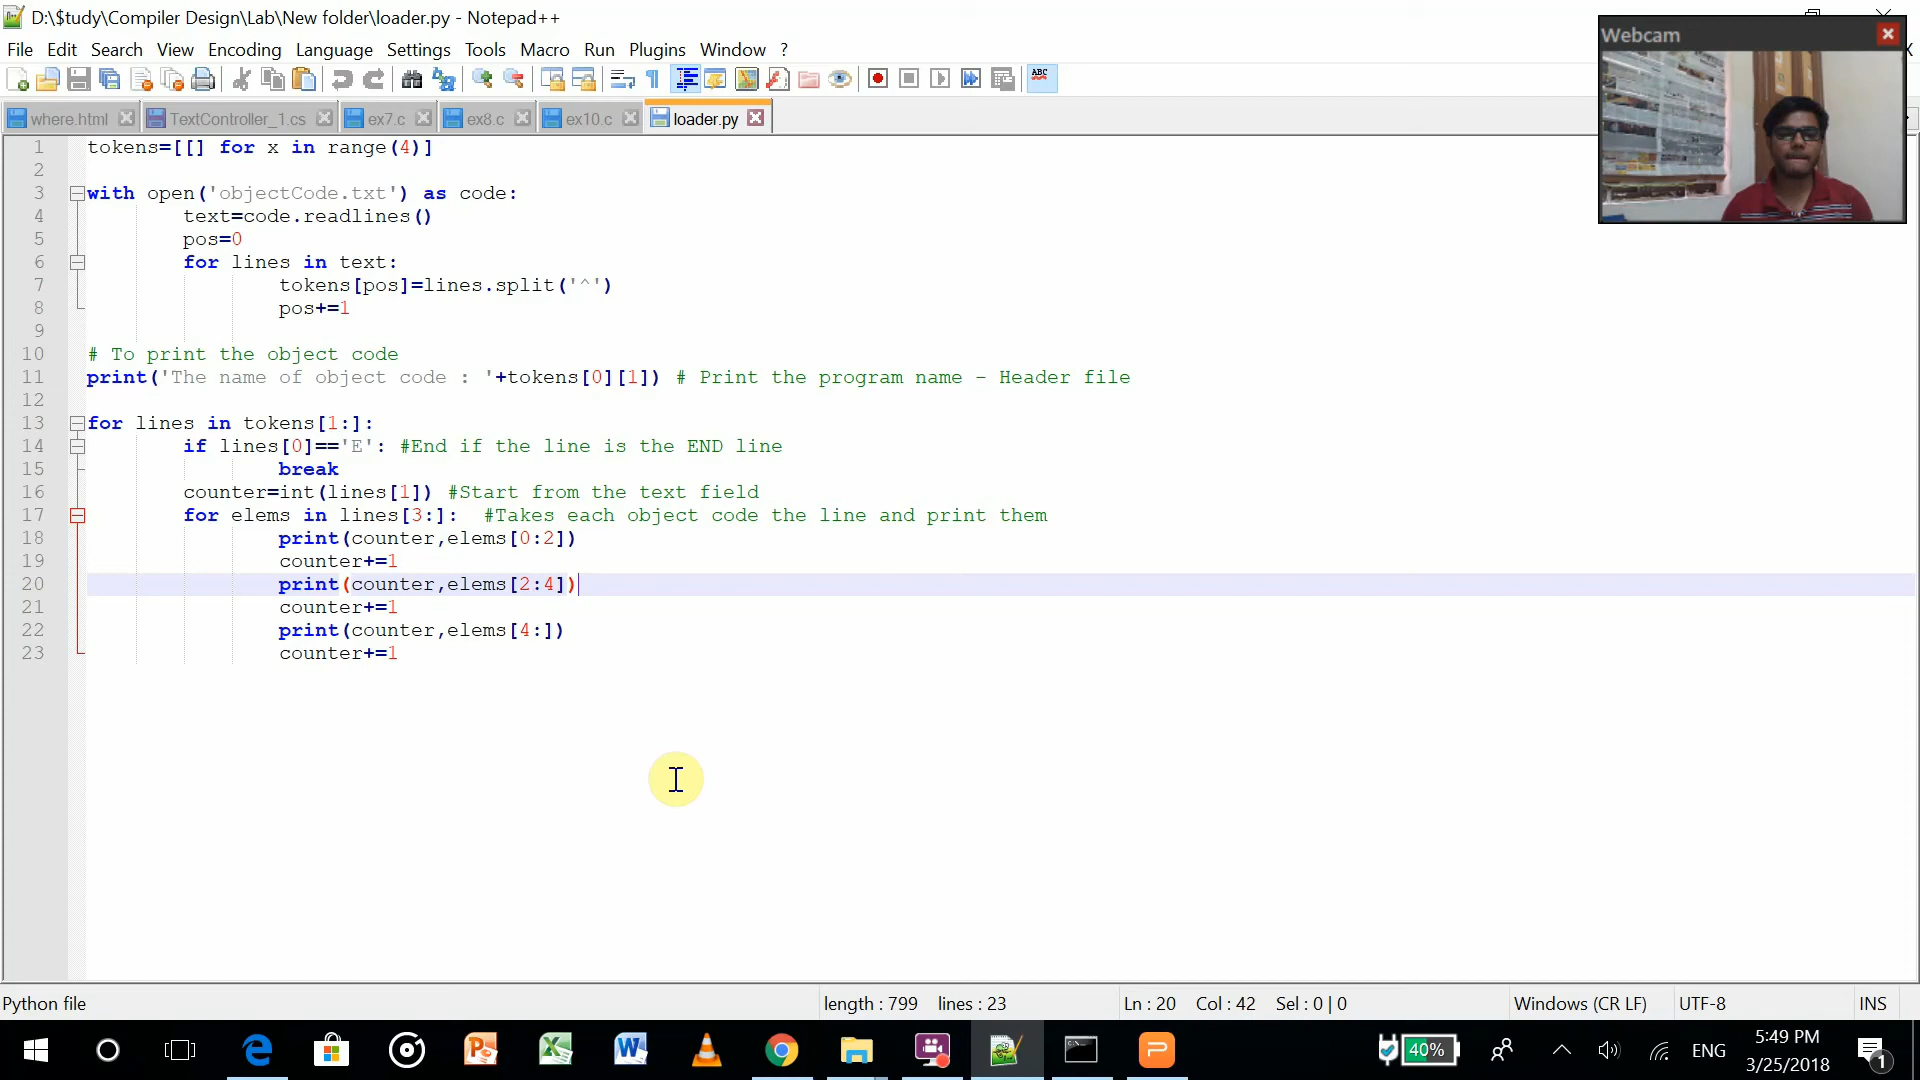 D:\$tudy\Compiler Design\Lab\New folder\loader.py - Notepad++
File Edit Search View Encoding Language Settings Tools Macro Run Plugins Window ?
Webcam
where.html TextController_1.cs ex7.c ex8.c ex10.c loader.py
1 tokens=[[] for x in range(4)]
2
3 with open('objectCode.txt') as code:
4 text=code.readlines()
5 pos=0
6 for lines in text:
7 tokens[pos]=lines.split('^')
8 pos+=1
9
10 # To print the object code
11 print('The name of object code : '+tokens[0][1]) # Print the program name - Header file
12
13 for lines in tokens[1:]:
14 if lines[0]=='E': #End if the line is the END line
15 break
16 counter=int(lines[1]) #Start from the text field
17 for elems in lines[3:]: #Takes each object code the line and print them
18 print(counter,elems[0:2])
19 counter+=1
20 print(counter,elems[2:4])
21 counter+=1
22 print(counter,elems[4:])
23 counter+=1
Python file length : 799 lines : 23 Ln : 20 Col : 42 Sel : 0 | 0 Windows (CR LF) UTF-8 INS
40% ENG 5:49 PM
3/25/2018 1